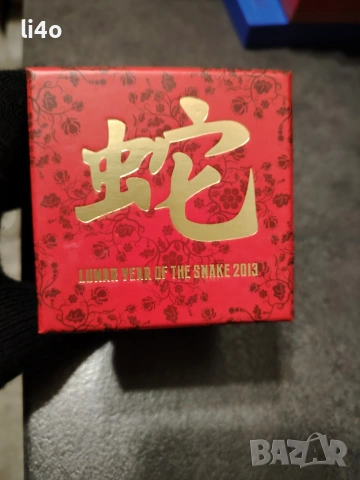 li4o
蛇
LUNAR YEAR OF THE SNAKE 2013
BAZAR